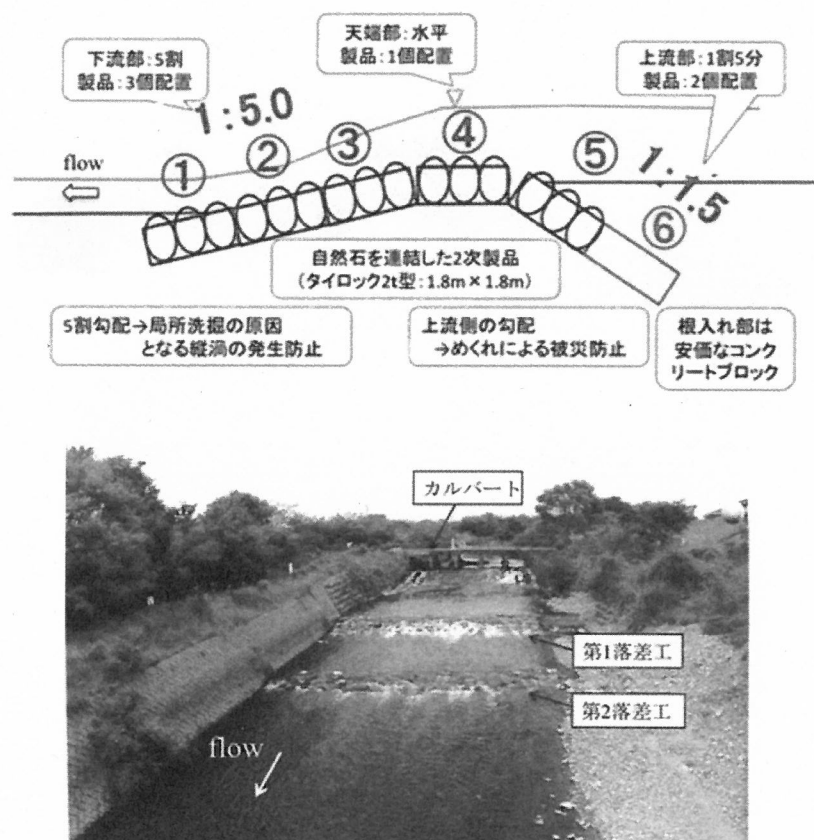 天端部：水平
製品：1個配置
下流部：5割
製品：3個配置
上流部：1割5分
製品：2個配置
1：5.0
flow
①
②
③
④
⑤
1：1.5
⑥
自然石を連結した2次製品
（タイロック2t型：1.8m×1.8m）
5割勾配→局所洗掘の原因
となる縦渦の発生防止
上流側の勾配
→めくれによる被災防止
根入れ部は
安価なコンク
リートブロック
カルバート
第1落差工
第2落差工
flow